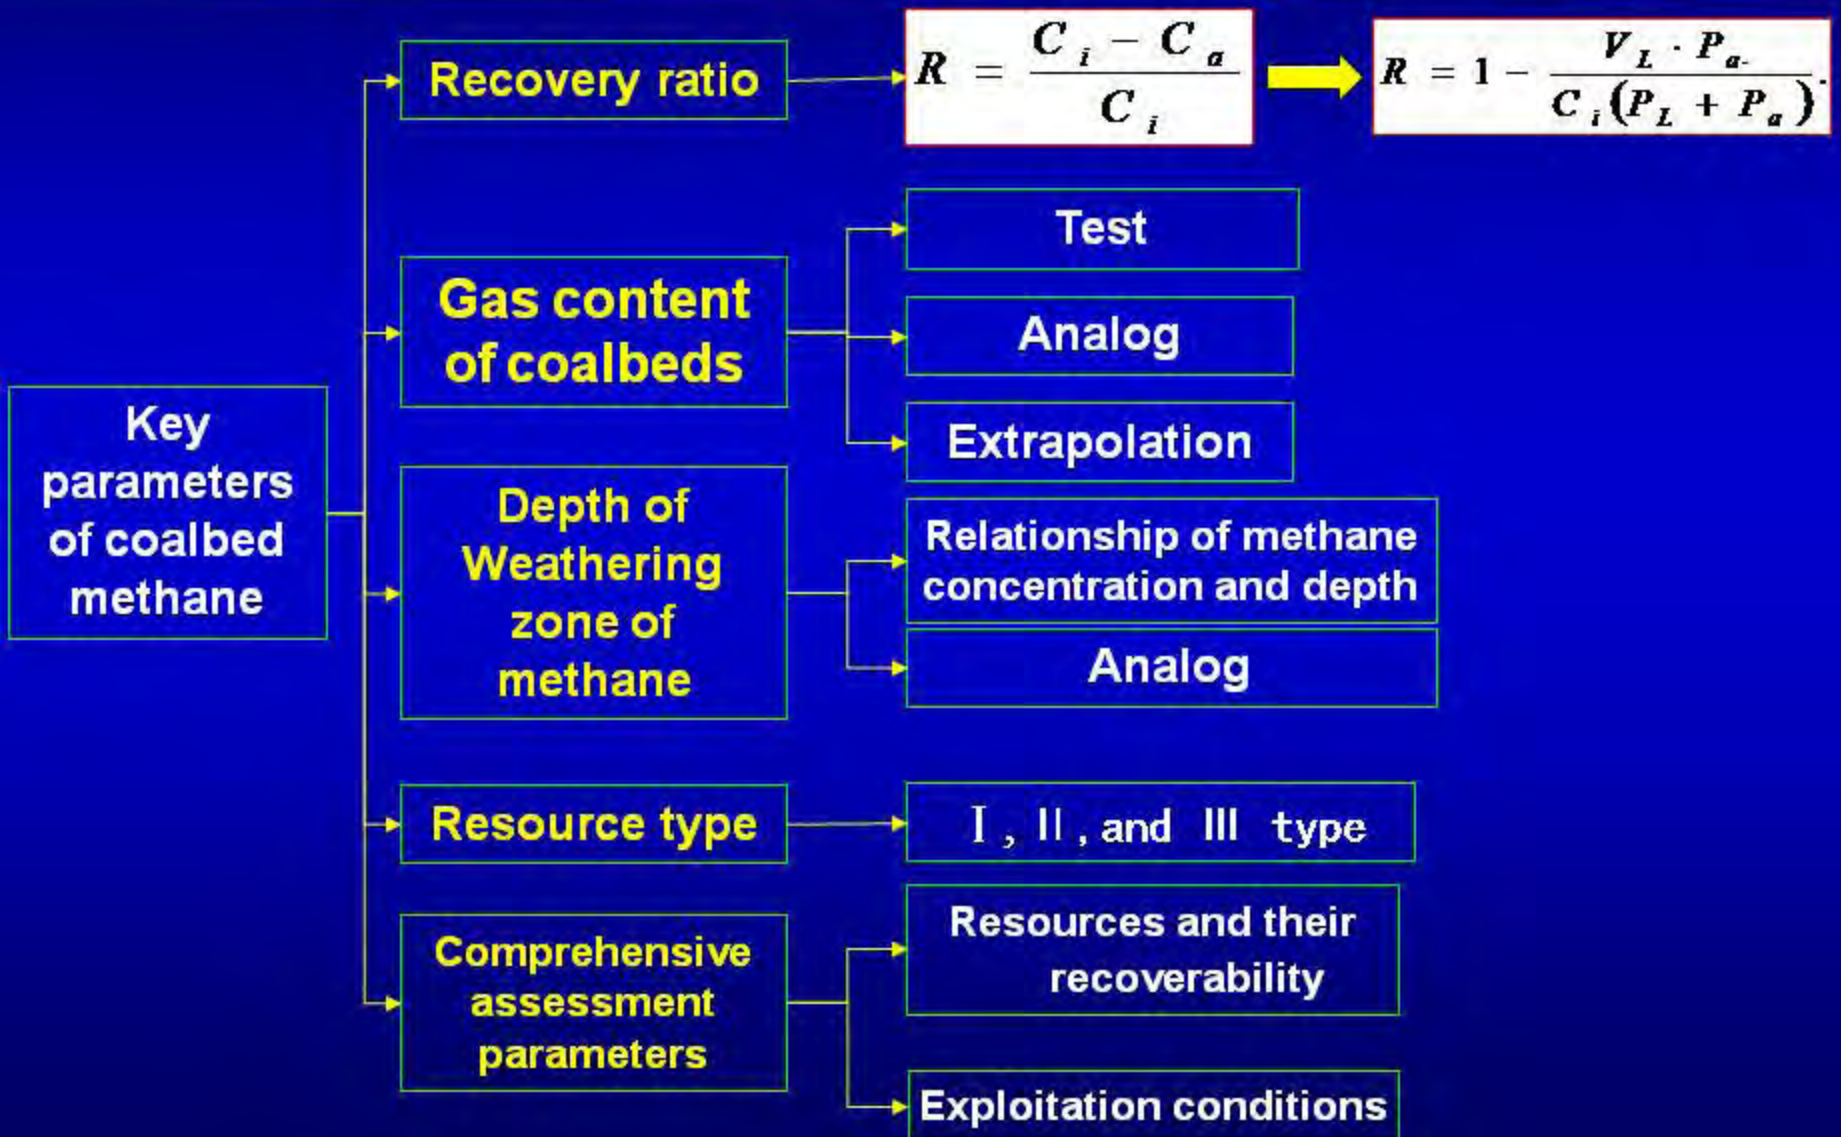 Key
parameters
of coalbed
methane
Recovery ratio
R = (C_i − C_a) / C_i
R = 1 − (V_L · P_a.) / (C_i (P_L + P_a)).
Gas content
of coalbeds
Test
Analog
Extrapolation
Depth of
Weathering
zone of
methane
Relationship of methane
concentration and depth
Analog
Resource type
Ⅰ, II, and III type
Comprehensive
assessment
parameters
Resources and their
recoverability
Exploitation conditions